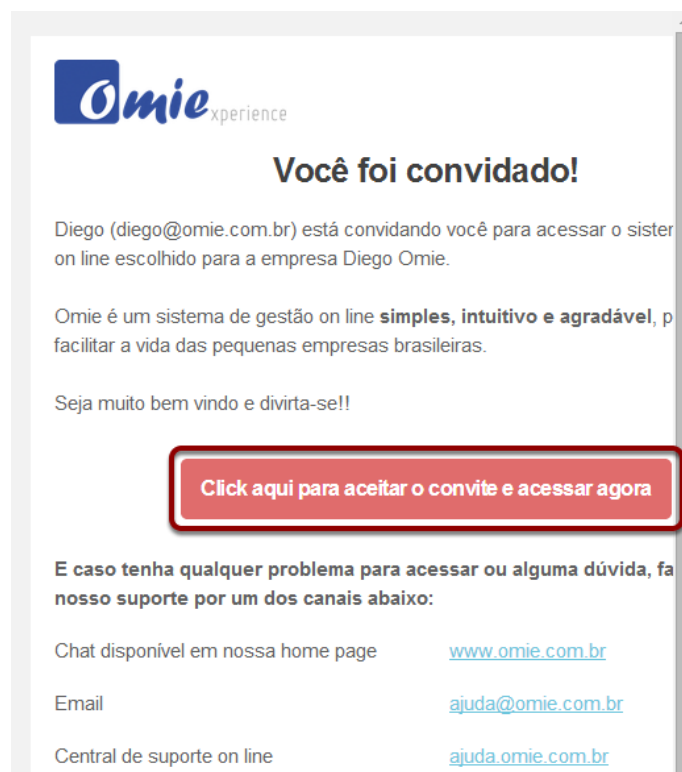 Omie xperience
Você foi convidado!
Diego (diego@omie.com.br) está convidando você para acessar o
on line escolhido para a empresa Diego Omie.
Omie é um sistema de gestão on line simples, intuitivo e agradável,
facilitar a vida das pequenas empresas brasileiras.
Seja muito bem vindo e divirta-se!!
Click aqui para aceitar o convite e acessar agora
E caso tenha qualquer problema para acessar ou alguma dúvida,
nosso suporte por um dos canais abaixo:
Chat disponível em nossa home page www.omie.com.br
Email ajuda@omie.com.br
Central de suporte on line ajuda.omie.com.br